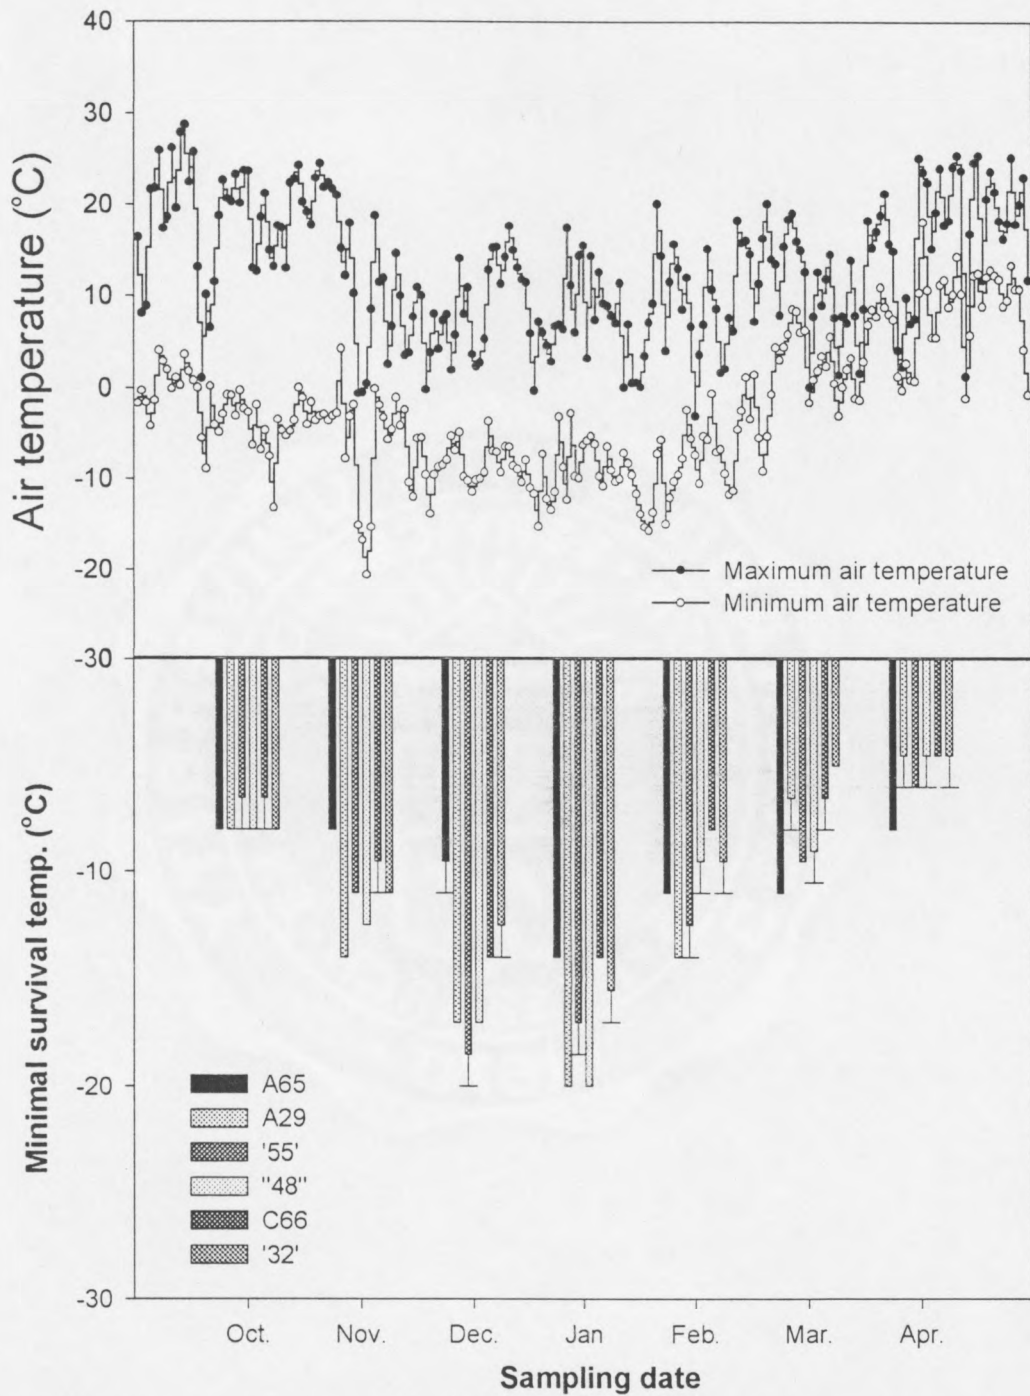 40
30
20
10
0
-10
-20
-30
Air temperature (°C)
Maximum air temperature
Minimum air temperature
-10
-20
-30
Minimal survival temp. (°C)
A65
A29
'55'
"48"
C66
'32'
Oct.
Nov.
Dec.
Jan
Feb.
Mar.
Apr.
Sampling date